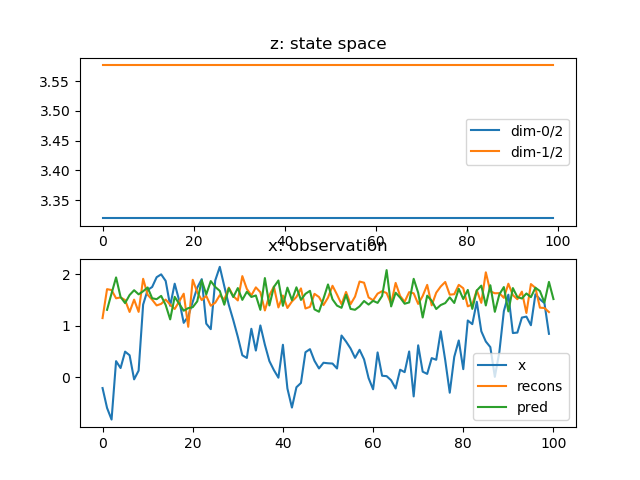 z: state space
3.55
3.50
3.45
3.40
3.35
dim-0/2
dim-1/2
0
20
40
60
80
100
x: observation
2
1
0
x
recons
pred
0
20
40
60
80
100